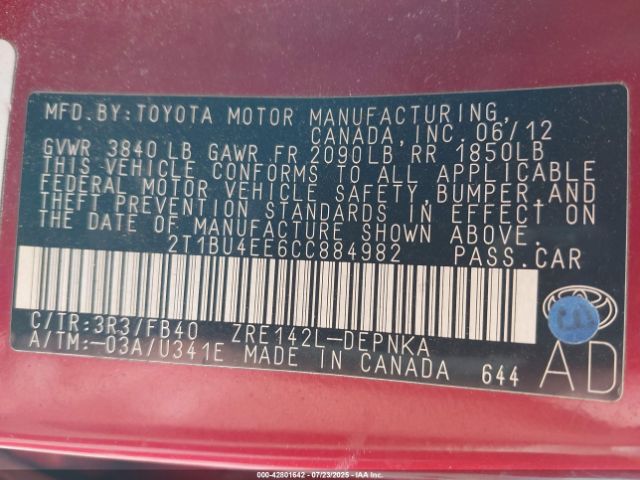 MFD.BY:TOYOTA MOTOR MANUFACTURING,
CANADA, INC. 06/12
GVWR 3840 LB GAWR FR 2090LB RR 1850LB
THIS VEHICLE CONFORMS TO ALL APPLICABLE
FEDERAL MOTOR VEHICLE SAFETY, BUMPER, AND
THEFT PREVENTION STANDARDS IN EFFECT ON
THE DATE OF MANUFACTURE SHOWN ABOVE.
2T1BU4EE6CC884982 PASS.CAR
C/TR:3R3/FB40 ZRE142L-DEPNKA
A/TM:-03A/U341E MADE IN CANADA 644
AD
000-42801642 - 07/23/2025 - IAA Inc.